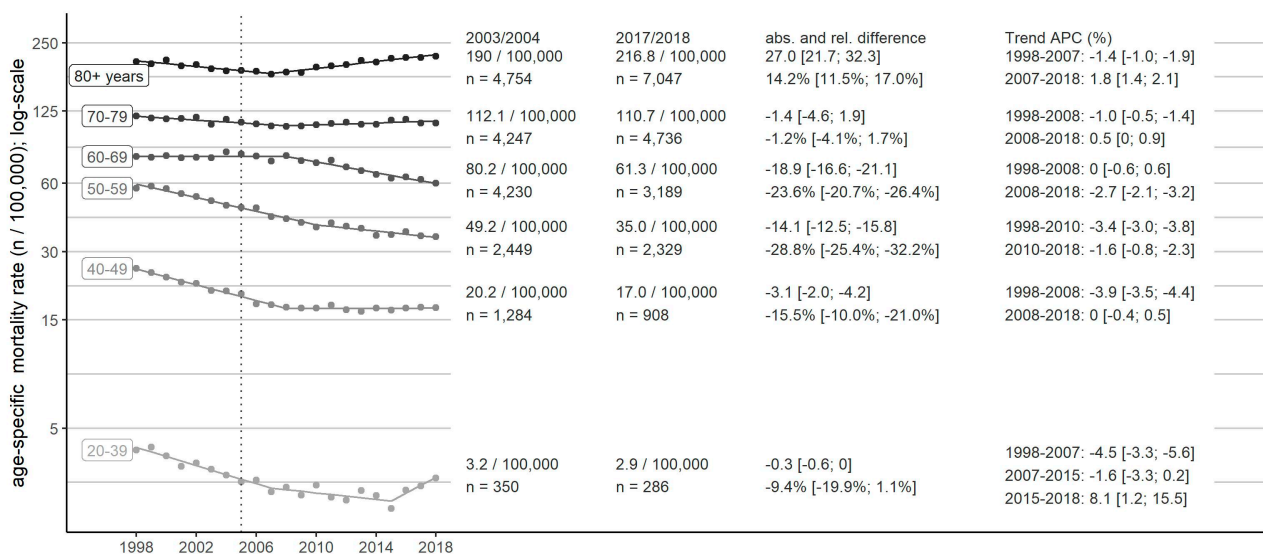 age-specific mortality rate (n / 100,000); log-scale
250
125
60
30
15
5
1998
2002
2006
2010
2014
2018
80+ years
70-79
60-69
50-59
40-49
20-39
2003/2004 2017/2018 abs. and rel. difference Trend APC (%)
190 / 100,000 216.8 / 100,000 27.0 [21.7; 32.3] 1998-2007: -1.4 [-1.0; -1.9]
n = 4,754 n = 7,047 14.2% [11.5%; 17.0%] 2007-2018: 1.8 [1.4; 2.1]
112.1 / 100,000 110.7 / 100,000 -1.4 [-4.6; 1.9] 1998-2008: -1.0 [-0.5; -1.4]
n = 4,247 n = 4,736 -1.2% [-4.1%; 1.7%] 2008-2018: 0.5 [0; 0.9]
80.2 / 100,000 61.3 / 100,000 -18.9 [-16.6; -21.1] 1998-2008: 0 [-0.6; 0.6]
n = 4,230 n = 3,189 -23.6% [-20.7%; -26.4%] 2008-2018: -2.7 [-2.1; -3.2]
49.2 / 100,000 35.0 / 100,000 -14.1 [-12.5; -15.8] 1998-2010: -3.4 [-3.0; -3.8]
n = 2,449 n = 2,329 -28.8% [-25.4%; -32.2%] 2010-2018: -1.6 [-0.8; -2.3]
20.2 / 100,000 17.0 / 100,000 -3.1 [-2.0; -4.2] 1998-2008: -3.9 [-3.5; -4.4]
n = 1,284 n = 908 -15.5% [-10.0%; -21.0%] 2008-2018: 0 [-0.4; 0.5]
1998-2007: -4.5 [-3.3; -5.6]
3.2 / 100,000 2.9 / 100,000 -0.3 [-0.6; 0]
2007-2015: -1.6 [-3.3; 0.2]
n = 350 n = 286 -9.4% [-19.9%; 1.1%]
2015-2018: 8.1 [1.2; 15.5]